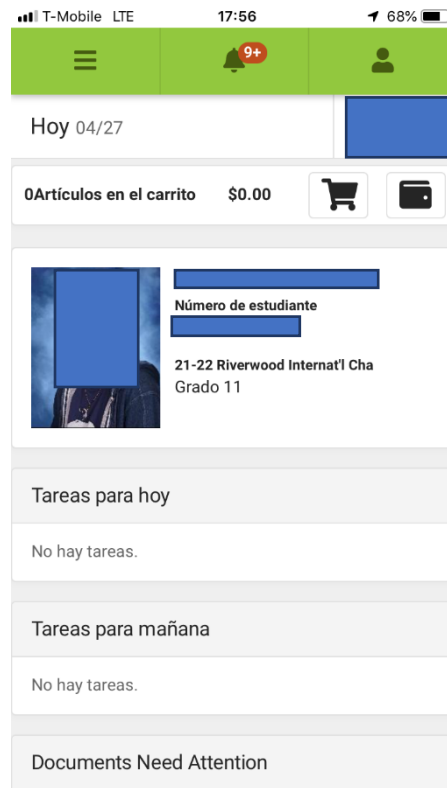 T-Mobile LTE 17:56 68%
9+
Hoy 04/27
0Artículos en el carrito $0.00
Número de estudiante
21-22 Riverwood Internat'l Cha
Grado 11
Tareas para hoy
No hay tareas.
Tareas para mañana
No hay tareas.
Documents Need Attention